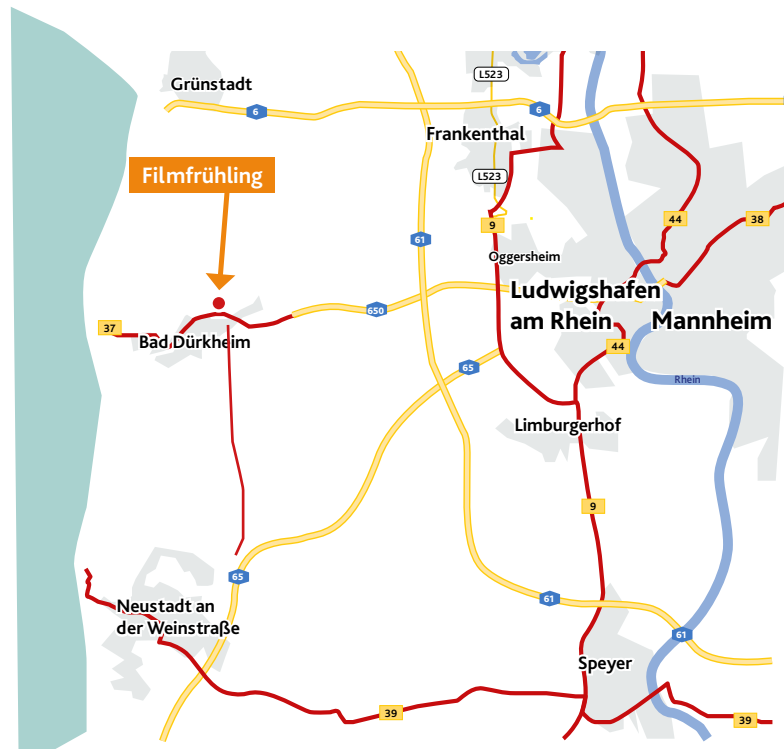 L523
Grünstadt
6
6
Frankenthal
Filmfrühling
L523
44
38
9
61
Oggersheim
Ludwigshafen
am Rhein
Mannheim
650
37
Bad Dürkheim
44
65
Rhein
Limburgerhof
9
65
61
Neustadt an
der Weinstraße
61
Speyer
39
39